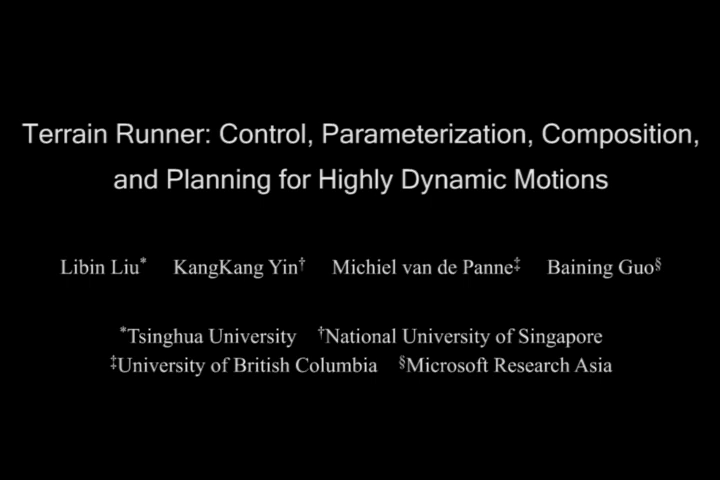 Terrain Runner: Control, Parameterization, Composition,
and Planning for Highly Dynamic Motions
Libin Liu* KangKang Yin† Michiel van de Panne‡ Baining Guo§
*Tsinghua University †National University of Singapore
‡University of British Columbia §Microsoft Research Asia